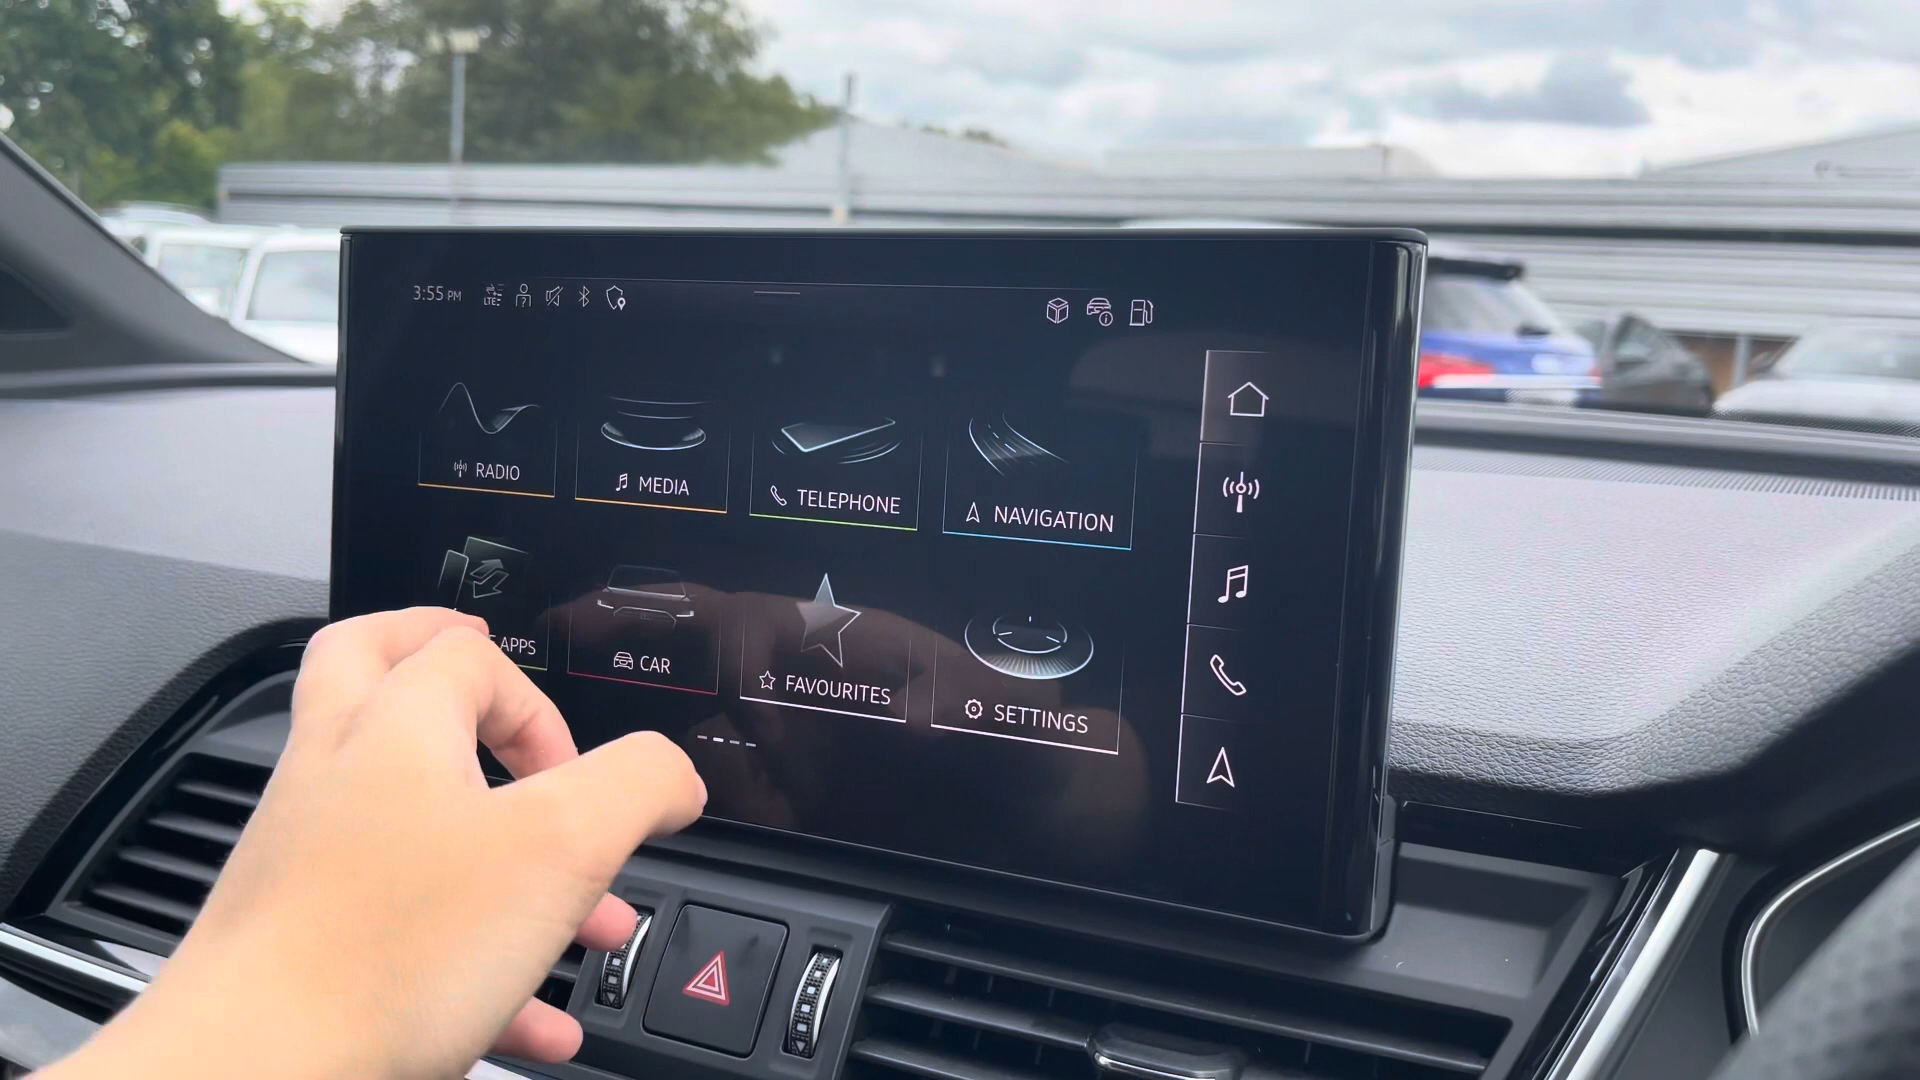 3:55 PM LTE
RADIO
MEDIA
TELEPHONE
NAVIGATION
APPS
CAR
FAVOURITES
SETTINGS